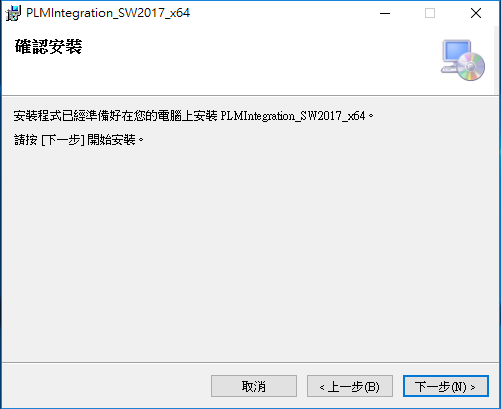 PLMIntegration_SW2017_x64
確認安裝
安裝程式已經準備好在您的電腦上安裝 PLMIntegration_SW2017_x64。
請按 [下一步] 開始安裝。
取消
< 上一步(B)
下一步(N) >